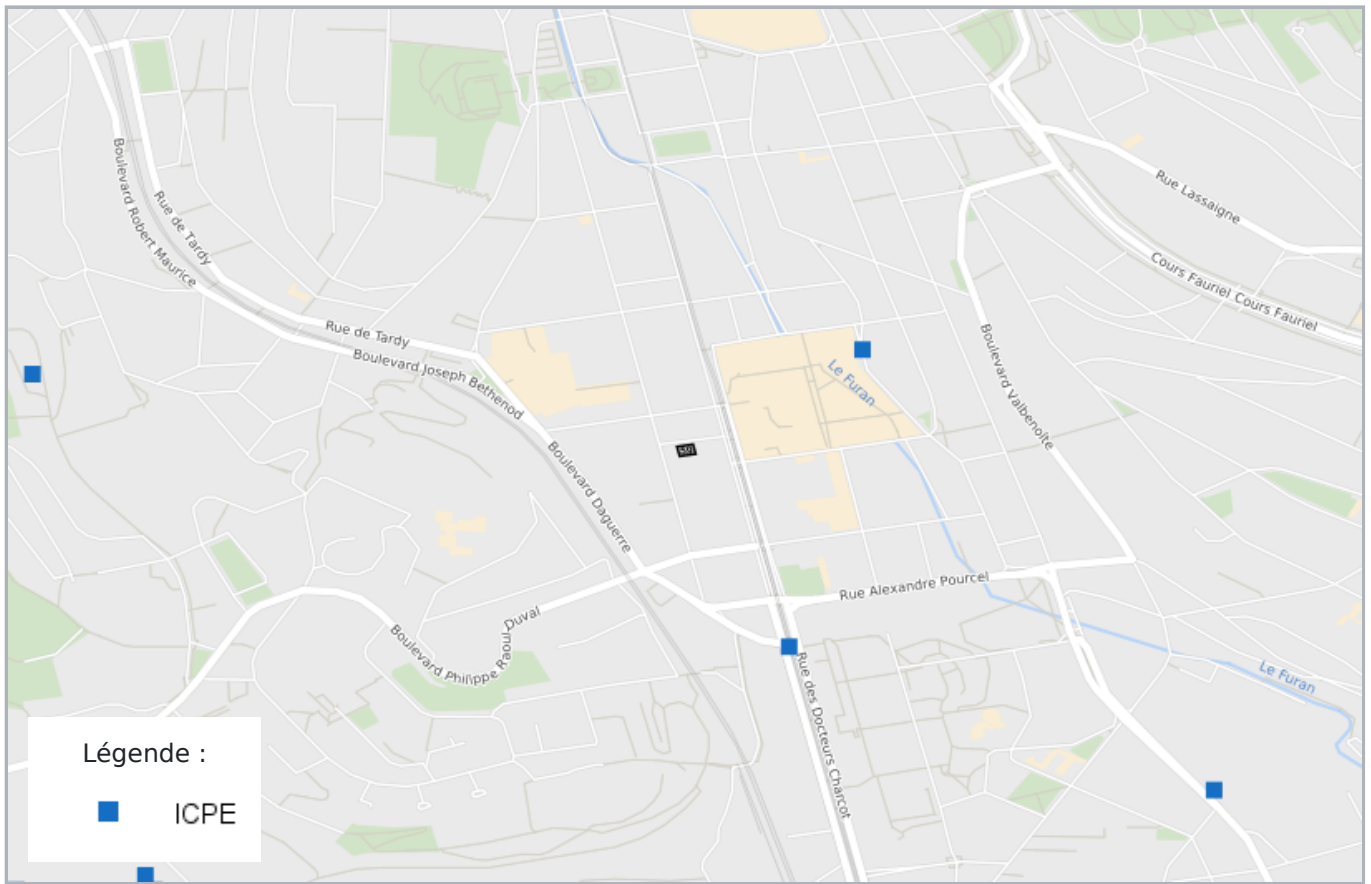 Boulevard Robert Maurice
Rue de Tardy
Rue de Tardy
Boulevard Joseph Bethenod
Boulevard Daguerre
Le Furan
Rue Lassaigne
Cours Fauriel Cours Fauriel
Boulevard Valbenoîte
Rue Alexandre Pourcel
Duval
Raoul
Boulevard Philippe
Rue des Docteurs Charcot
Le Furan
Légende :
ICPE